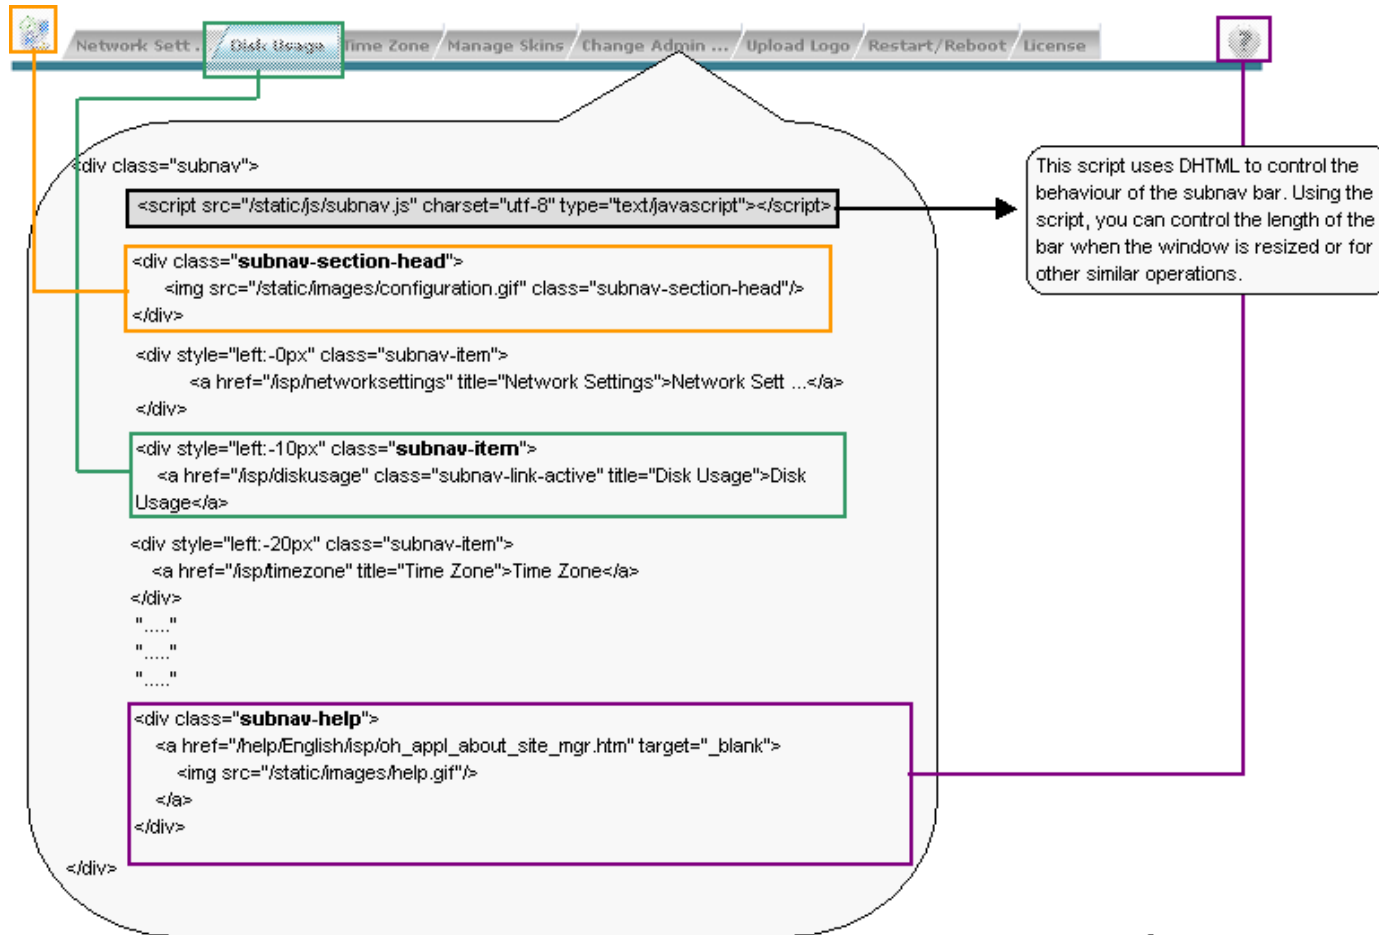 Network Sett .. Disk Usage Time Zone Manage Skins Change Admin ... Upload Logo Restart/Reboot License ?
<div class="subnav">
<script src="/static/js/subnav.js" charset="utf-8" type="text/javascript"></script>
This script uses DHTML to control the
behaviour of the subnav bar. Using the
script, you can control the length of the
bar when the window is resized or for
other similar operations.
<div class="subnav-section-head">
<img src="/static/images/configuration.gif" class="subnav-section-head"/>
</div>
<div style="left:-0px" class="subnav-item">
<a href="/isp/networksettings" title="Network Settings">Network Sett ...</a>
</div>
<div style="left:-10px" class="subnav-item">
<a href="/isp/diskusage" class="subnav-link-active" title="Disk Usage">Disk
Usage</a>
<div style="left:-20px" class="subnav-item">
<a href="/isp/timezone" title="Time Zone">Time Zone</a>
</div>
"....."
"....."
"....."
<div class="subnav-help">
<a href="/help/English/isp/oh_appl_about_site_mgr.htm" target="_blank">
<img src="/static/images/help.gif"/>
</a>
</div>
</div>